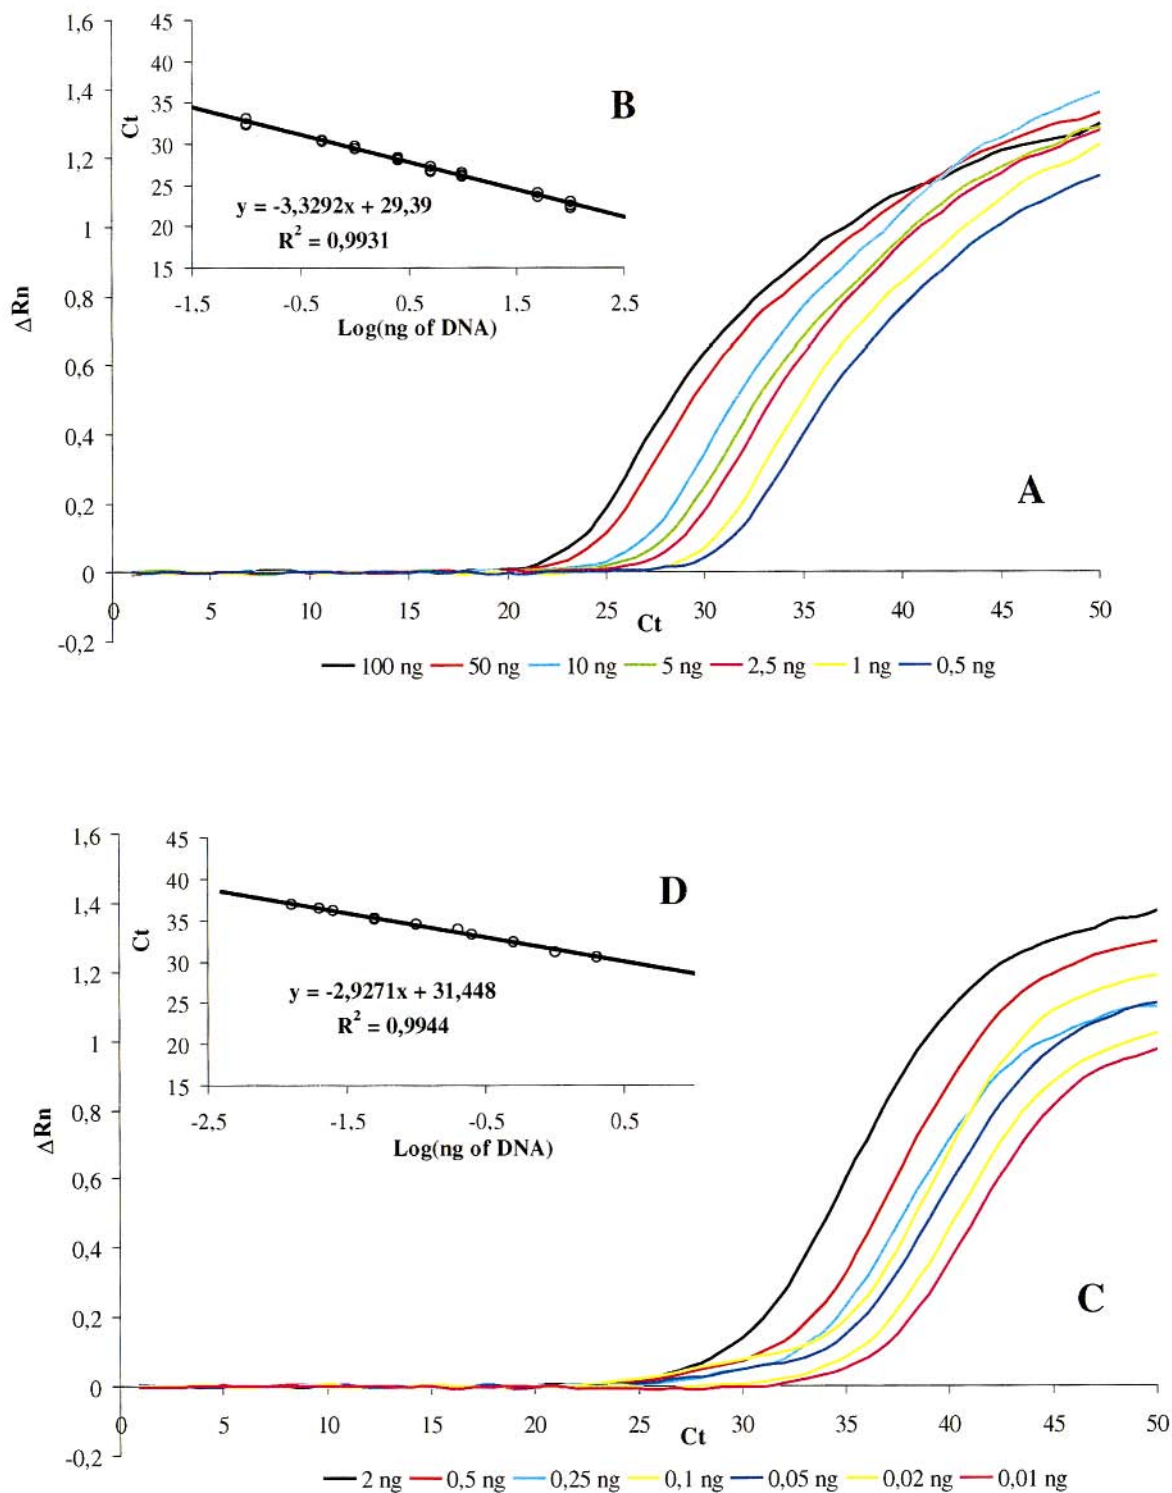 1,6
1,4
1,2
1
0,8
0,6
0,4
0,2
0
-0,2
ΔRn
45
40
35
30
25
20
15
Ct
B
y = -3,3292x + 29,39
R² = 0,9931
-1,5 -0,5 0,5 1,5 2,5
Log(ng of DNA)
A
0 5 10 15 20 25 30 35 40 45 50
Ct
100 ng 50 ng 10 ng 5 ng 2,5 ng 1 ng 0,5 ng
1,6
1,4
1,2
1
0,8
0,6
0,4
0,2
0
-0,2
ΔRn
45
40
35
30
25
20
15
Ct
D
y = -2,9271x + 31,448
R² = 0,9944
-2,5 -1,5 -0,5 0,5
Log(ng of DNA)
C
0 5 10 15 20 25 30 35 40 45 50
Ct
2 ng 0,5 ng 0,25 ng 0,1 ng 0,05 ng 0,02 ng 0,01 ng